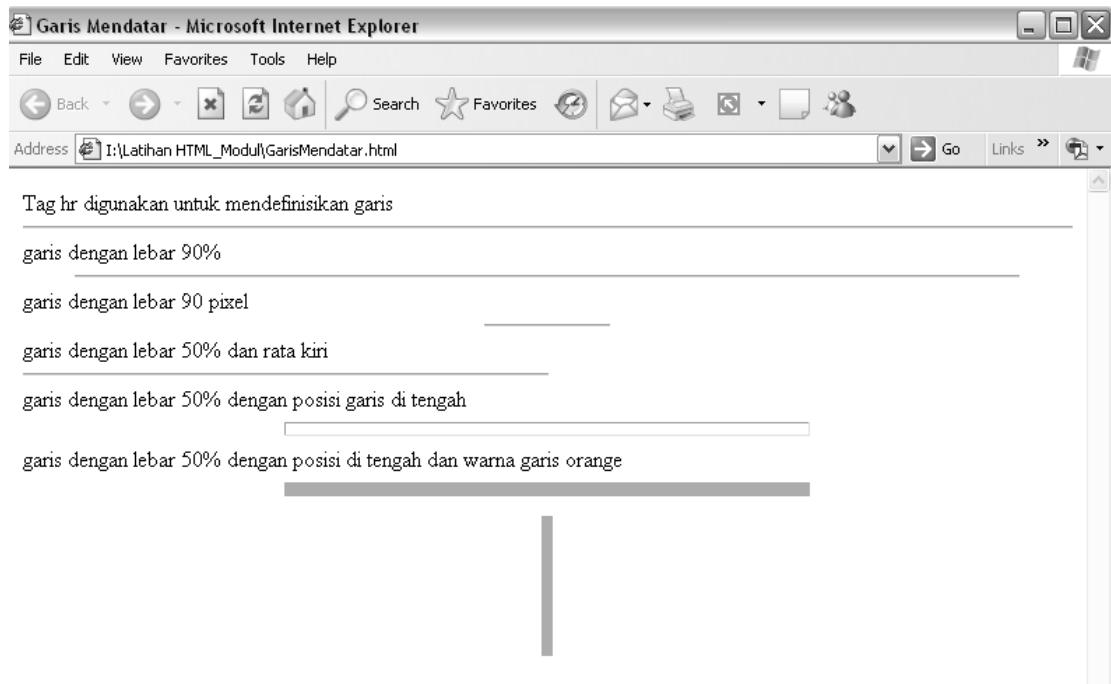 Garis Mendatar - Microsoft Internet Explorer
File Edit View Favorites Tools Help
Back Search Favorites
Address I:\Latihan HTML_Modul\GarisMendatar.html Go Links »
Tag hr digunakan untuk mendefinisikan garis
garis dengan lebar 90%
garis dengan lebar 90 pixel
garis dengan lebar 50% dan rata kiri
garis dengan lebar 50% dengan posisi garis di tengah
garis dengan lebar 50% dengan posisi di tengah dan warna garis orange